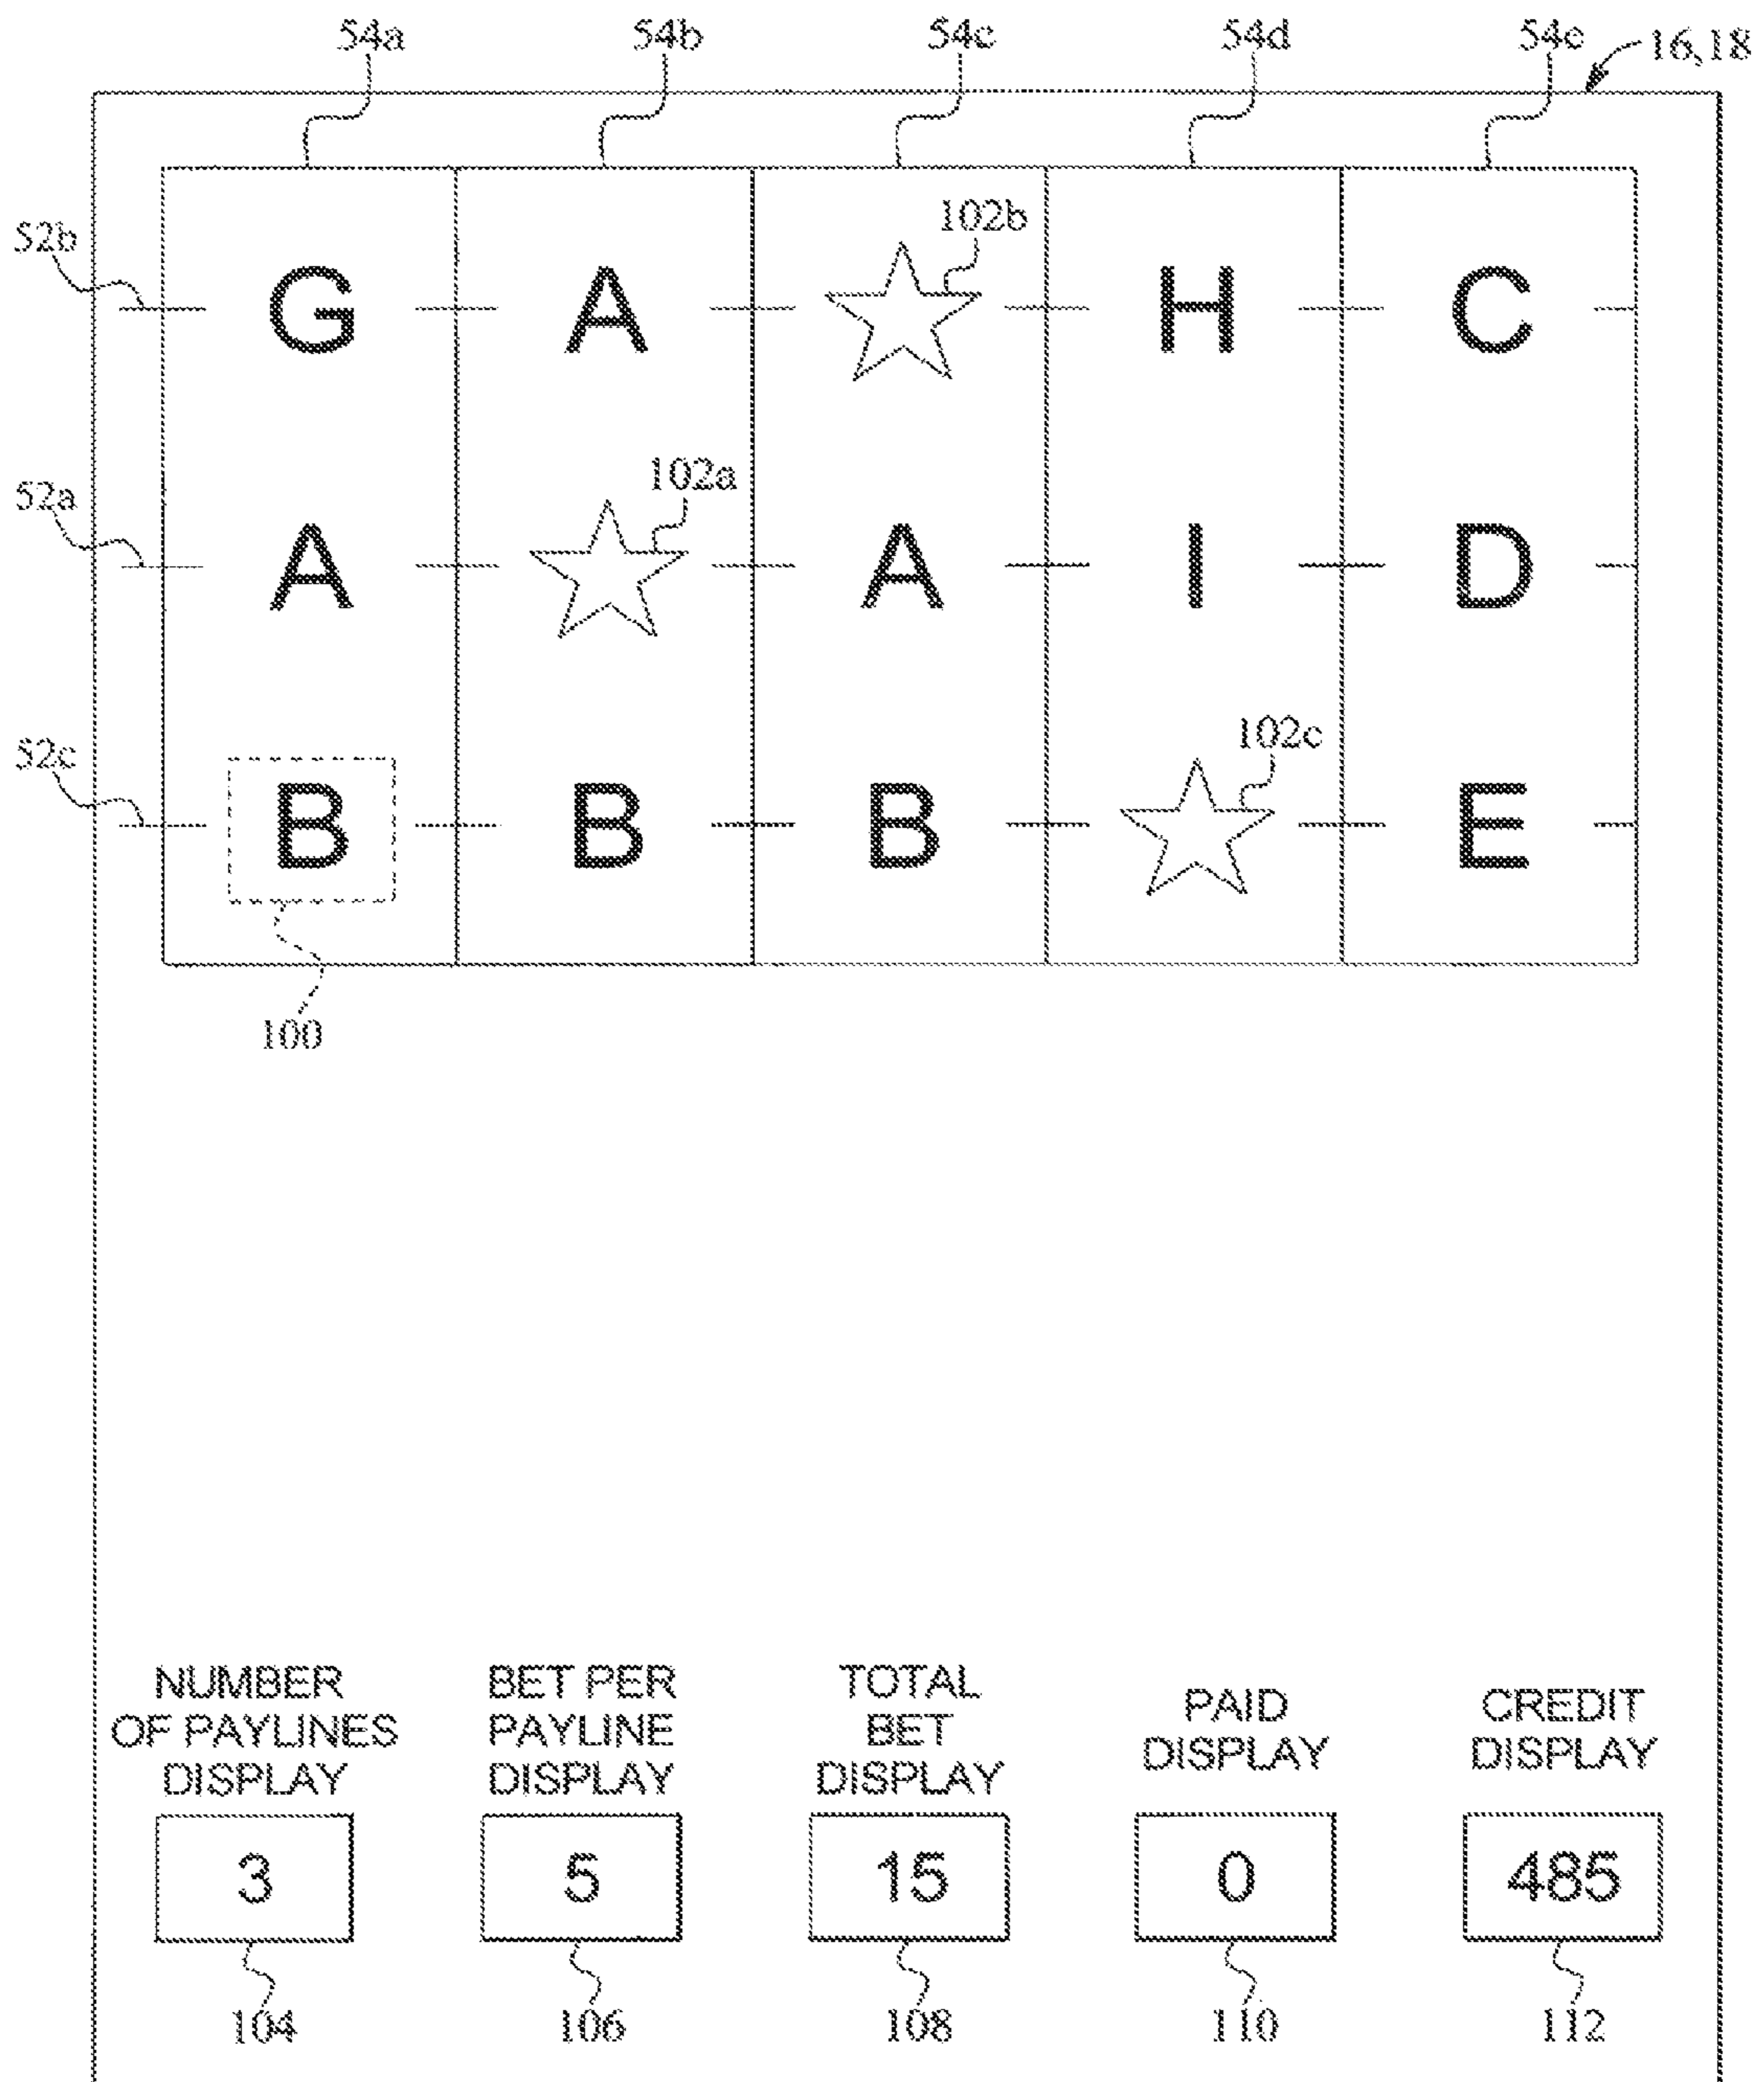 54a 54b 54c 54d 54e 16,18
102b
52b G A H C
102a
52a A A I D
102c
52c B B B E
100
NUMBER OF PAYLINES DISPLAY
BET PER PAYLINE DISPLAY
TOTAL BET DISPLAY
PAID DISPLAY
CREDIT DISPLAY
3 5 15 0 485
104 106 108 110 112